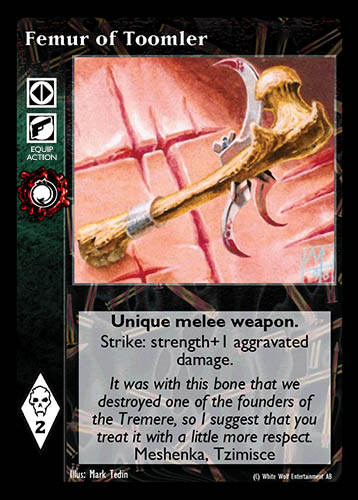 Femur of Toomler
EQUIP
ACTION
Unique melee weapon.
Strike: strength+1 aggravated
damage.
It was with this bone that we
destroyed one of the founders of
the Tremere, so I suggest that you
treat it with a little more respect.
Meshenka, Tzimisce
2
Illus: Mark Tedin
(C) White Wolf Entertainment AB